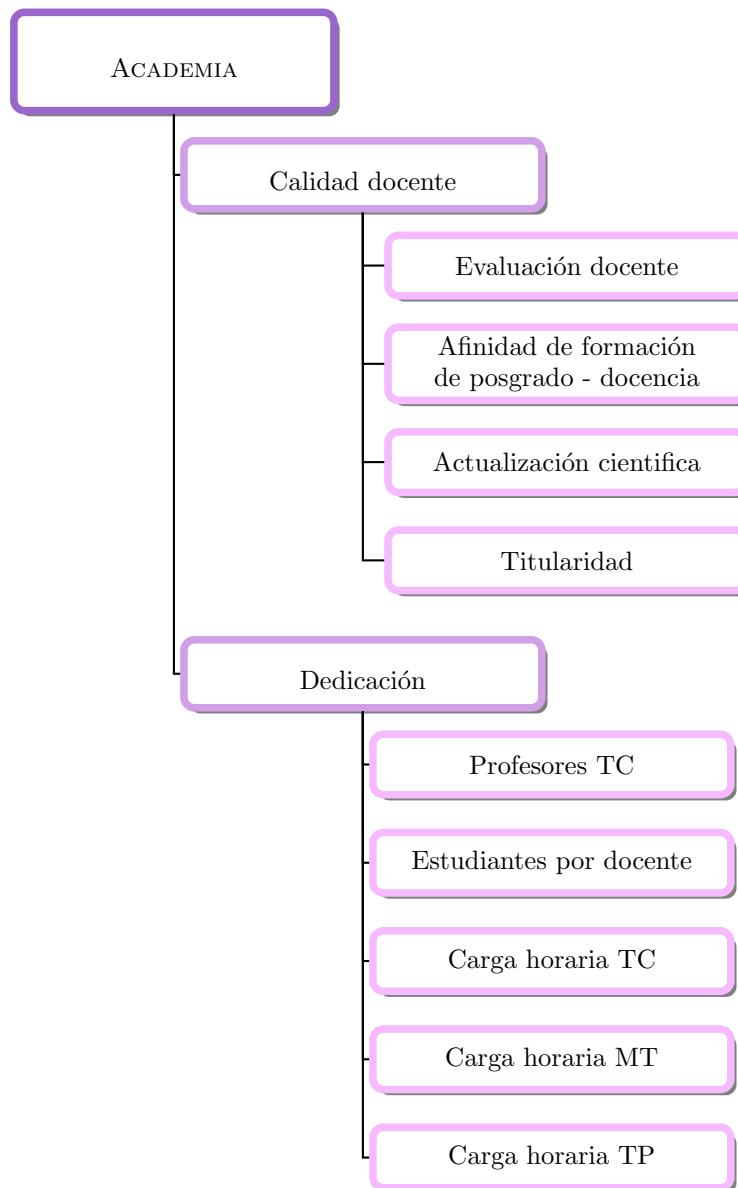 ACADEMIA
Calidad docente
Evaluación docente
Afinidad de formación
de posgrado - docencia
Actualización cientifica
Titularidad
Dedicación
Profesores TC
Estudiantes por docente
Carga horaria TC
Carga horaria MT
Carga horaria TP